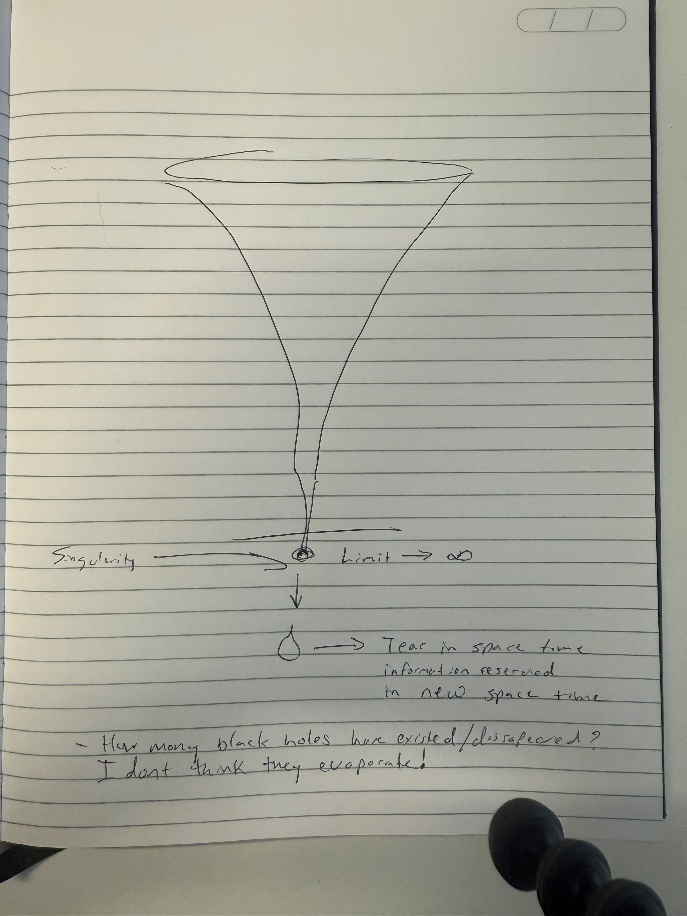 Singularity
Limit → ∞
→ Tear in space time
information reserved
in new space time
- How many black holes have existed/dissapeared?
I dont think they evaporate!